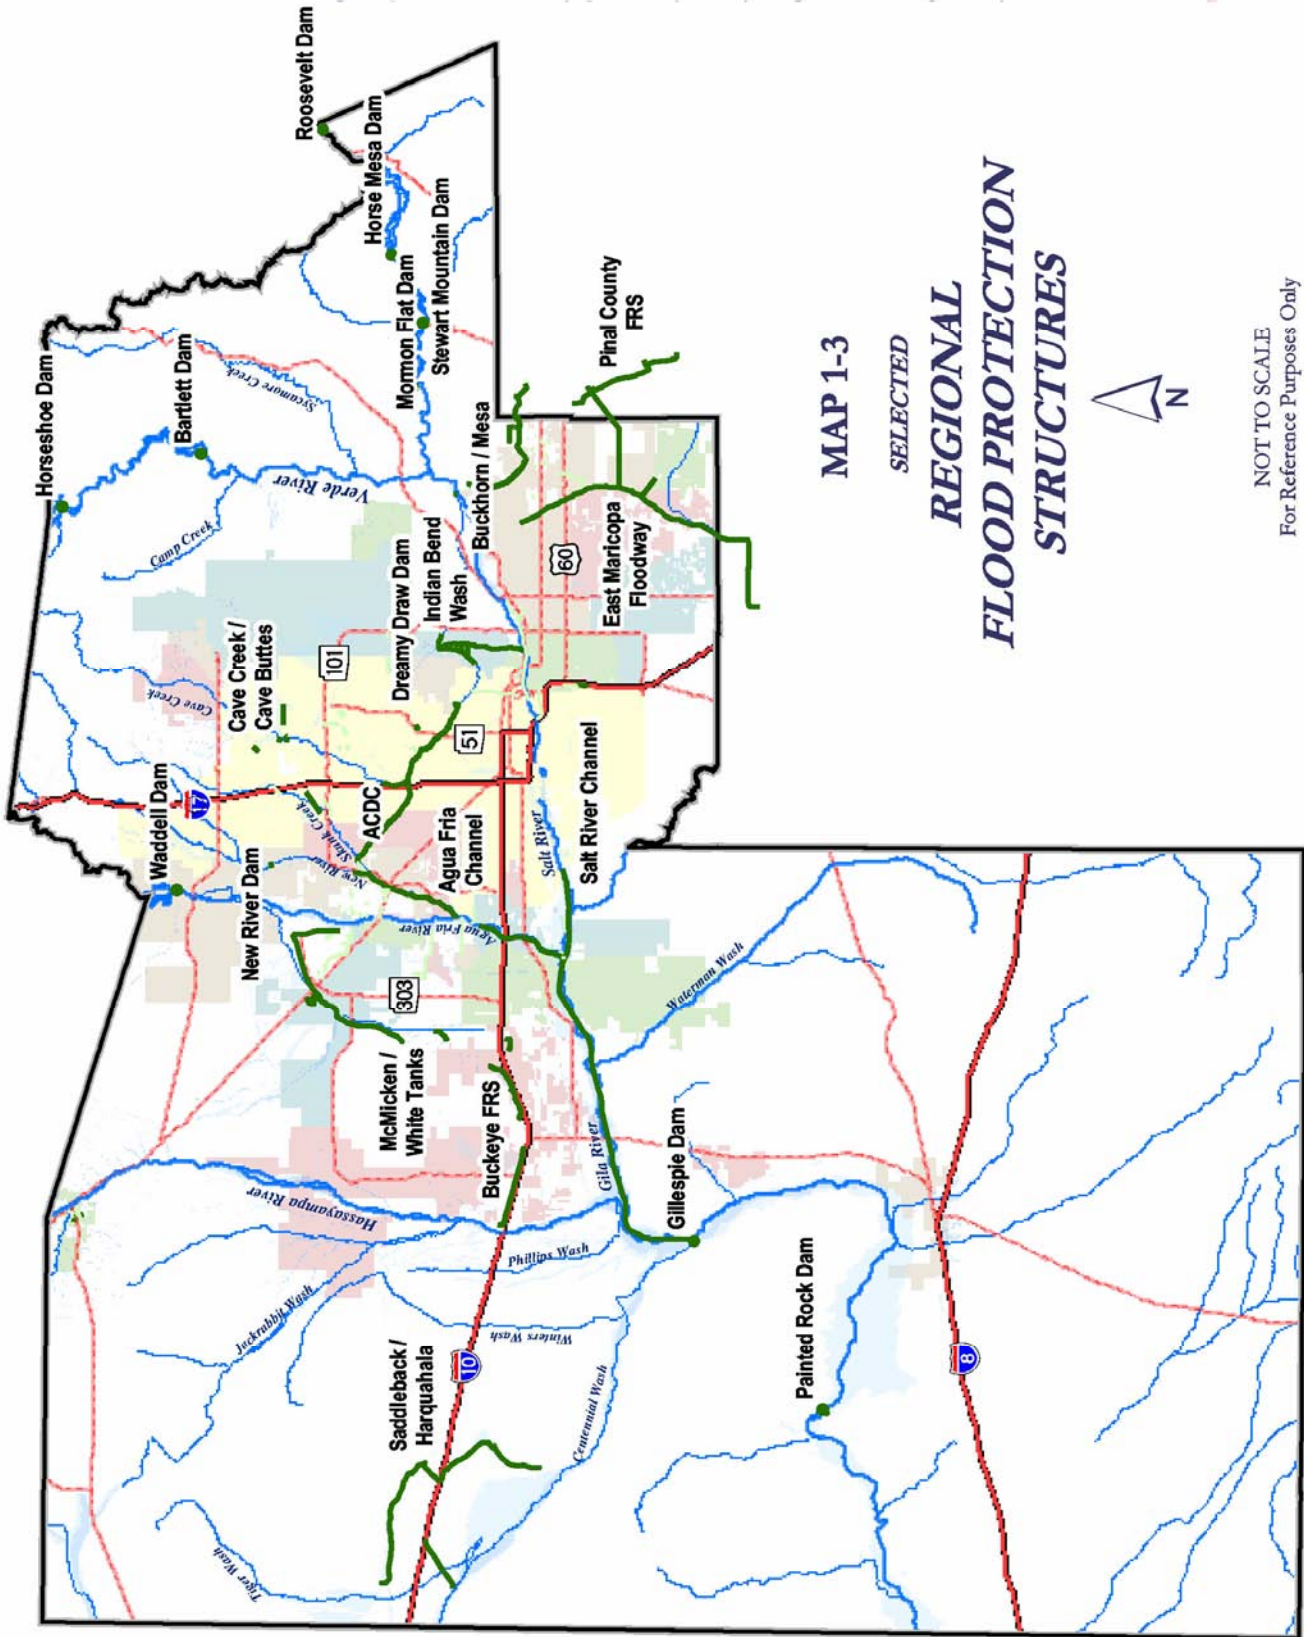 Roosevelt Dam
Horse Mesa Dam
Mormon Flat Dam
Stewart Mountain Dam
Horseshoe Dam
Bartlett Dam
Sycamore Creek
Verde River
Camp Creek
Pinal County
FRS
Buckhorn / Mesa
Indian Bend
Wash
Dreamy Draw Dam
East Maricopa
Floodway
60
101
51
Cave Creek /
Cave Buttes
Cave Creek
Waddell Dam
17
Skunk Creek
New River
ACDC
New River Dam
Agua Fria
Channel
Agua Fria River
Salt River
Salt River Channel
303
McMicken /
White Tanks
Buckeye FRS
Waterman Wash
Gila River
Gillespie Dam
Hassayampa River
Phillips Wash
Jackrabbit Wash
Winters Wash
Centennial Wash
Saddleback /
Harquahala
10
Tiger Wash
Painted Rock Dam
8
MAP 1-3
SELECTED
REGIONAL
FLOOD PROTECTION
STRUCTURES
N
NOT TO SCALE
For Reference Purposes Only